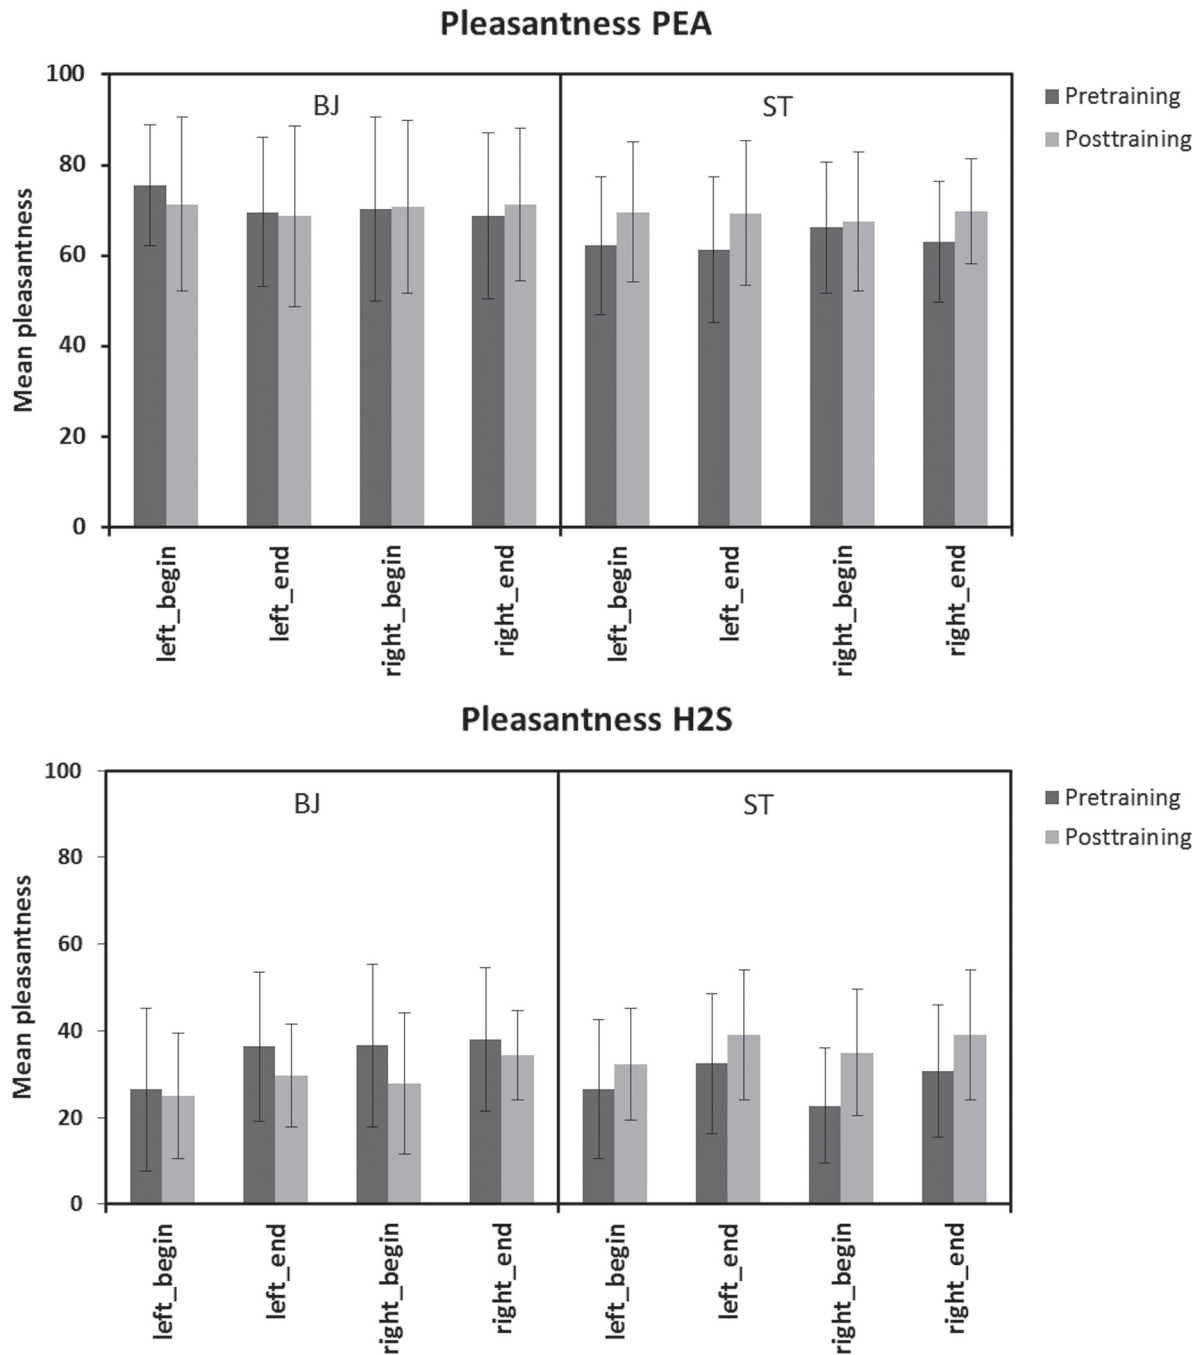 Pleasantness PEA
100
80
60
40
20
0
Mean pleasantness
BJ
ST
Pretraining
Posttraining
left_begin
left_end
right_begin
right_end
left_begin
left_end
right_begin
right_end
Pleasantness H2S
100
80
60
40
20
0
Mean pleasantness
BJ
ST
Pretraining
Posttraining
left_begin
left_end
right_begin
right_end
left_begin
left_end
right_begin
right_end